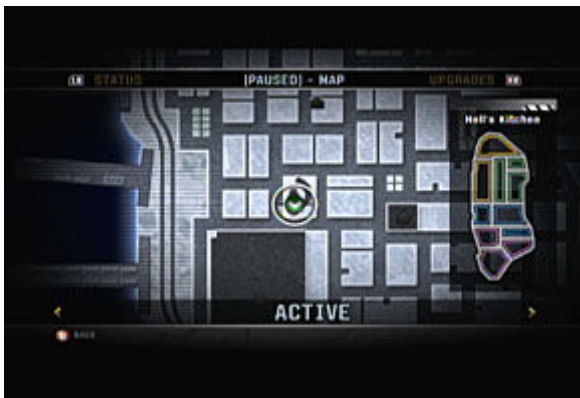 LB STATUS [PAUSED] - MAP UPGRADES RB
Hell's Kitchen
ACTIVE
B BACK